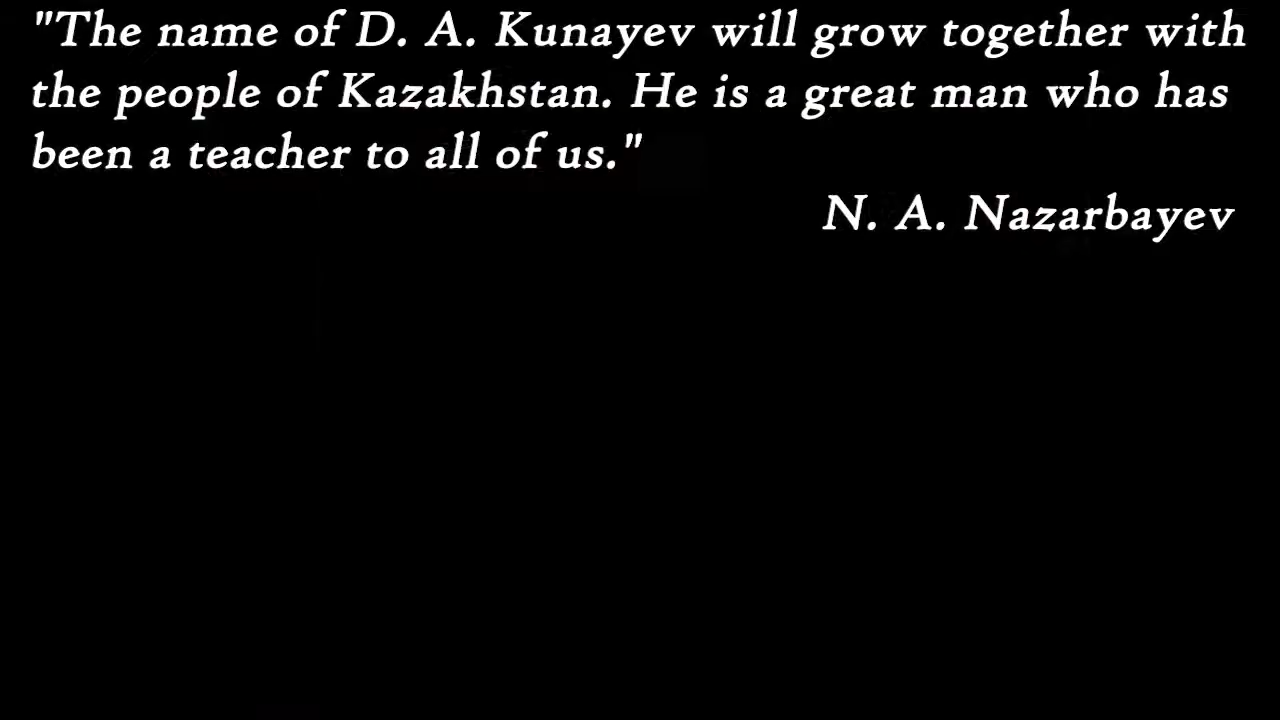 "The name of D. A. Kunayev will grow together with
the people of Kazakhstan. He is a great man who has
been a teacher to all of us."
N. A. Nazarbayev